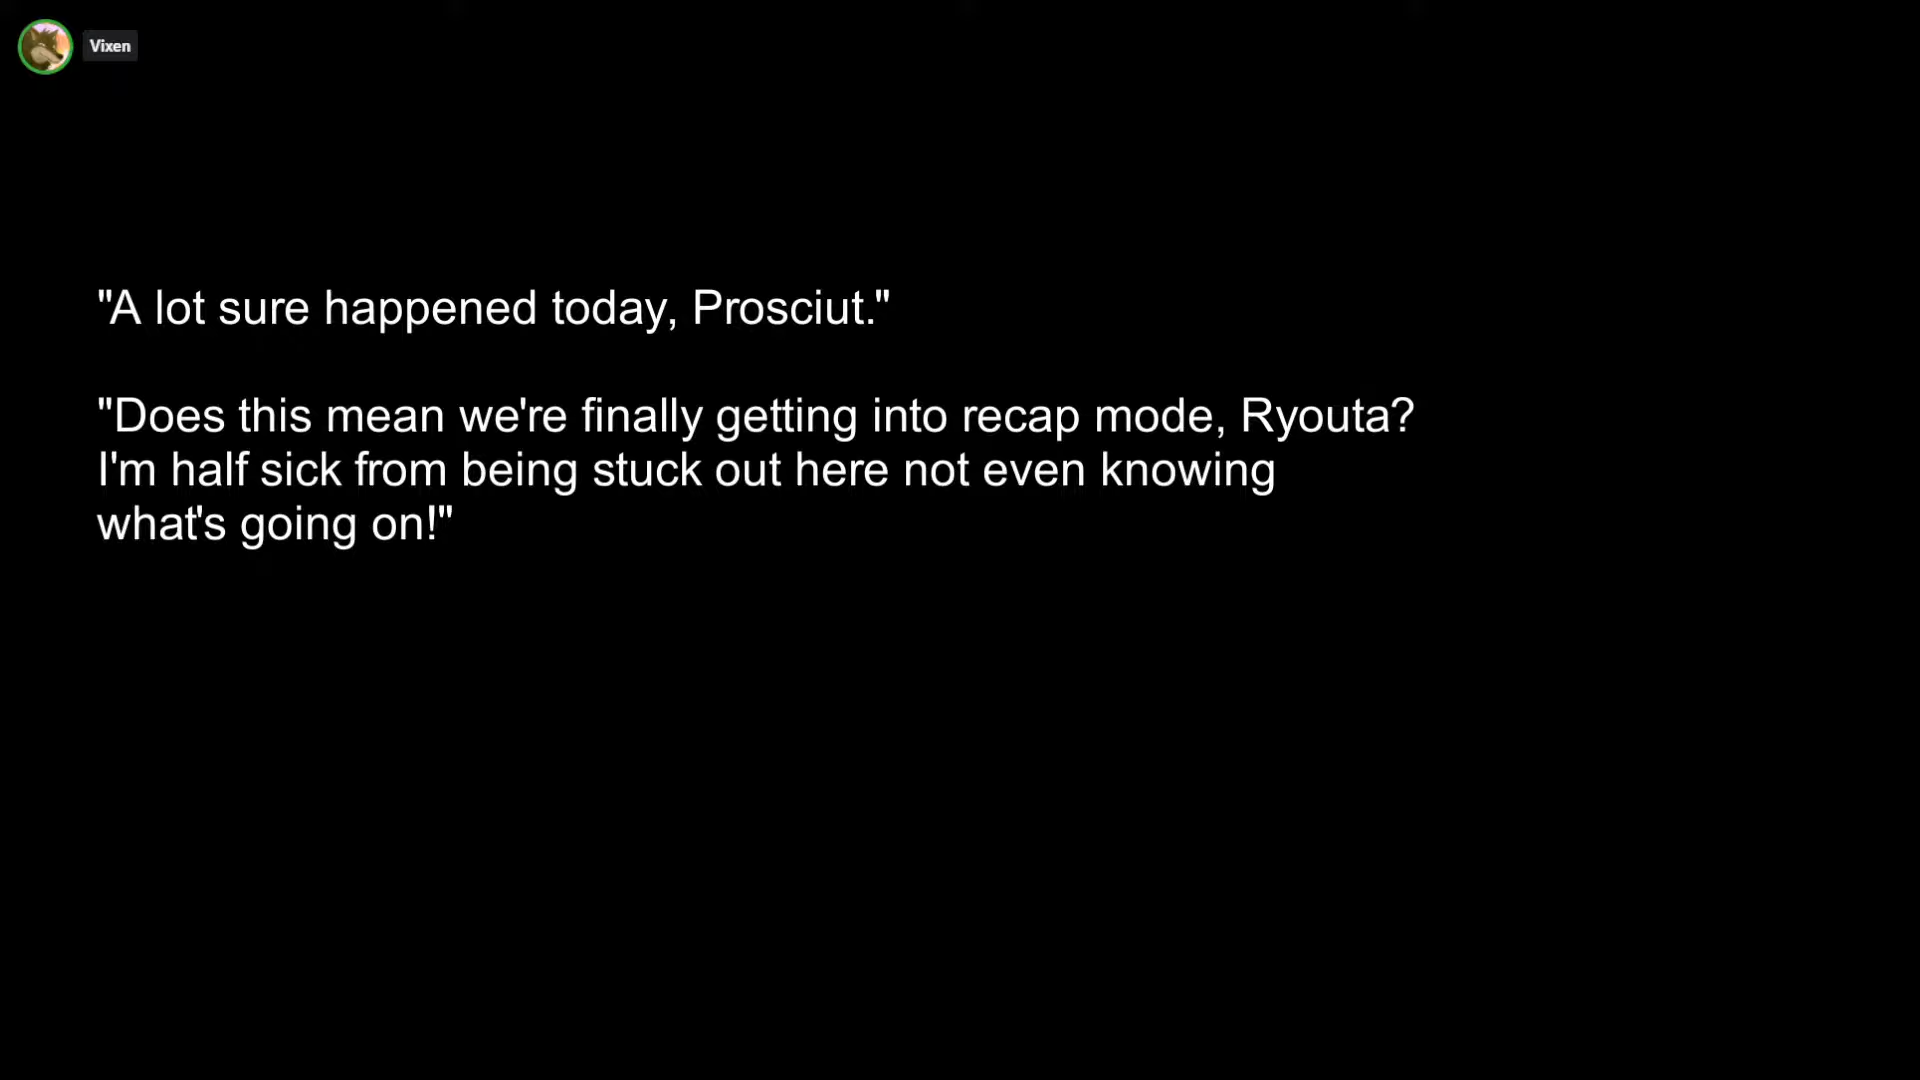 Vixen
"A lot sure happened today, Prosciut."
"Does this mean we're finally getting into recap mode, Ryouta?
I'm half sick from being stuck out here not even knowing
what's going on!"